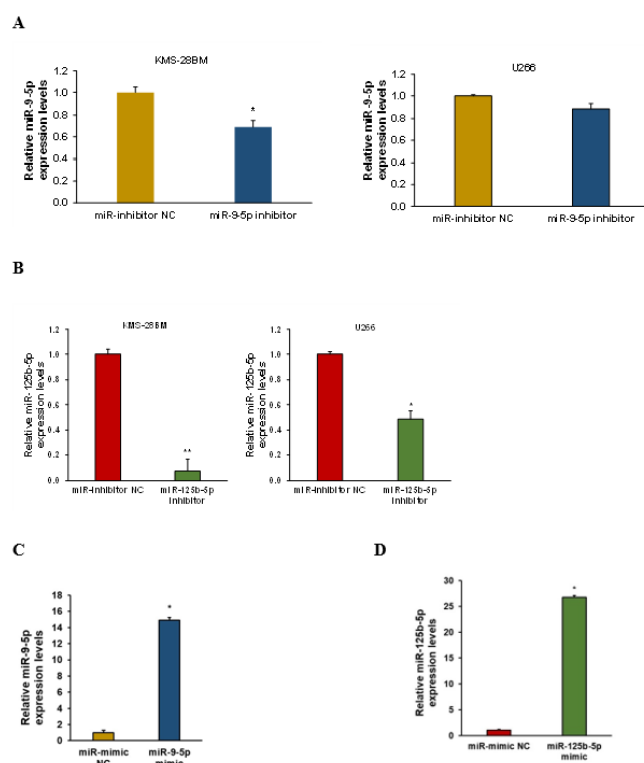 A
KMS-28BM
Relative miR-9-5p
expression levels
1.2
1.0
0.8
0.6
0.4
0.2
0.0
*
miR-inhibitor NC
miR-9-5p inhibitor
U266
Relative miR-9-5p
expression levels
1.2
1.0
0.8
0.6
0.4
0.2
0.0
miR-inhibitor NC
miR-9-5p inhibitor
B
KMS-28BM
Relative miR-125b-5p
expression levels
1.2
1.0
0.8
0.6
0.4
0.2
0.0
**
miR-inhibitor NC
miR-125b-5p
inhibitor
U266
Relative miR-125b-5p
expression levels
1.2
1.0
0.8
0.6
0.4
0.2
0.0
*
miR-inhibitor NC
miR-125b-5p
inhibitor
C
Relative miR-9-5p
expression levels
18
16
14
12
10
8
6
4
2
0
*
miR-mimic
NC
miR-9-5p
mimic
D
Relative miR-125b-5p
expression levels
30
25
20
15
10
5
0
*
miR-mimic NC
miR-125b-5p
mimic